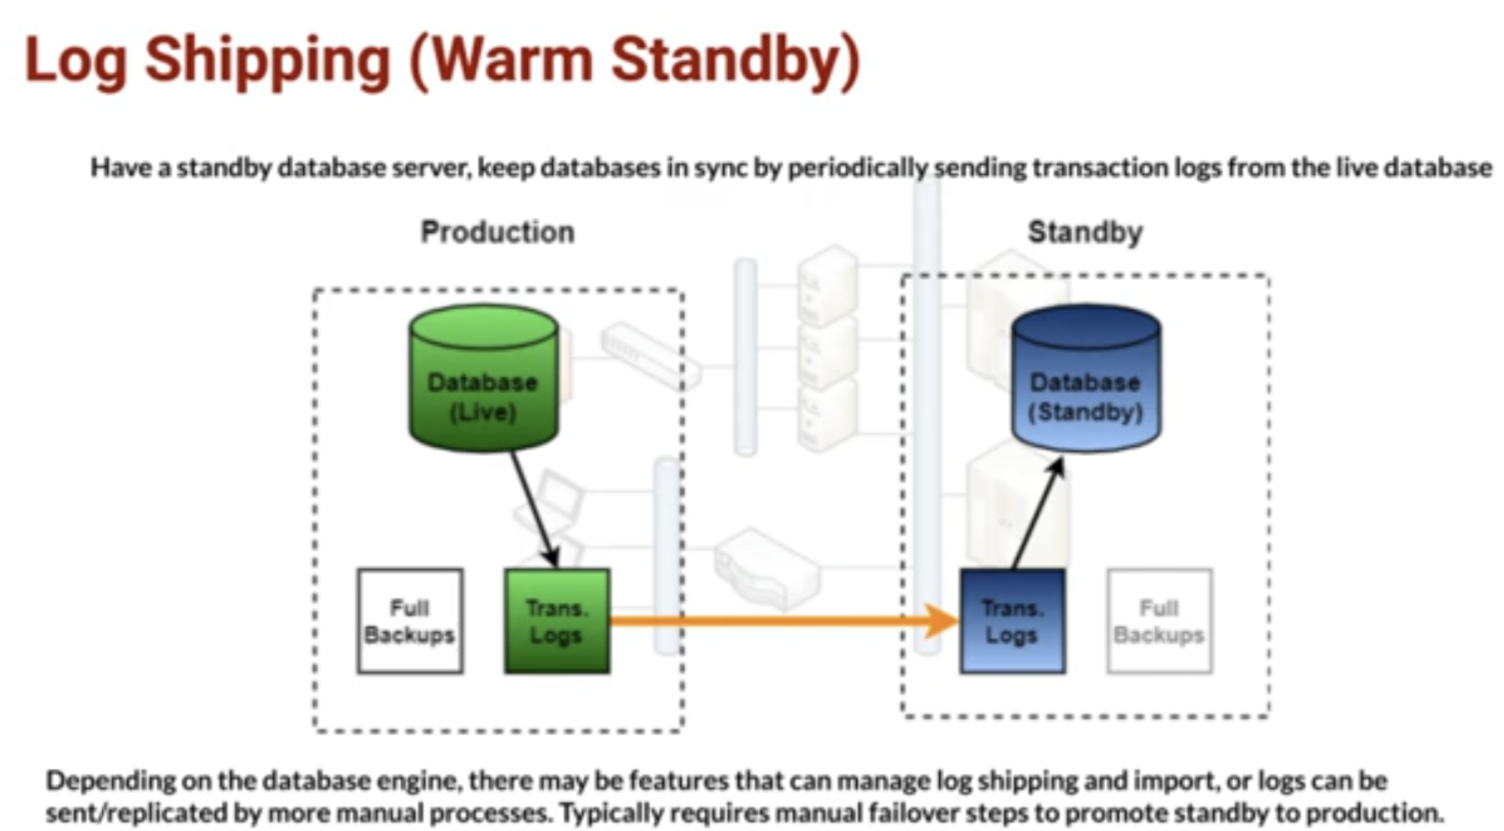 Log Shipping (Warm Standby)
Have a standby database server, keep databases in sync by periodically sending transaction logs from the live database
Production
Standby
Database
(Live)
Database
(Standby)
Full
Backups
Trans.
Logs
Trans.
Logs
Full
Backups
Depending on the database engine, there may be features that can manage log shipping and import, or logs can be
sent/replicated by more manual processes. Typically requires manual failover steps to promote standby to production.